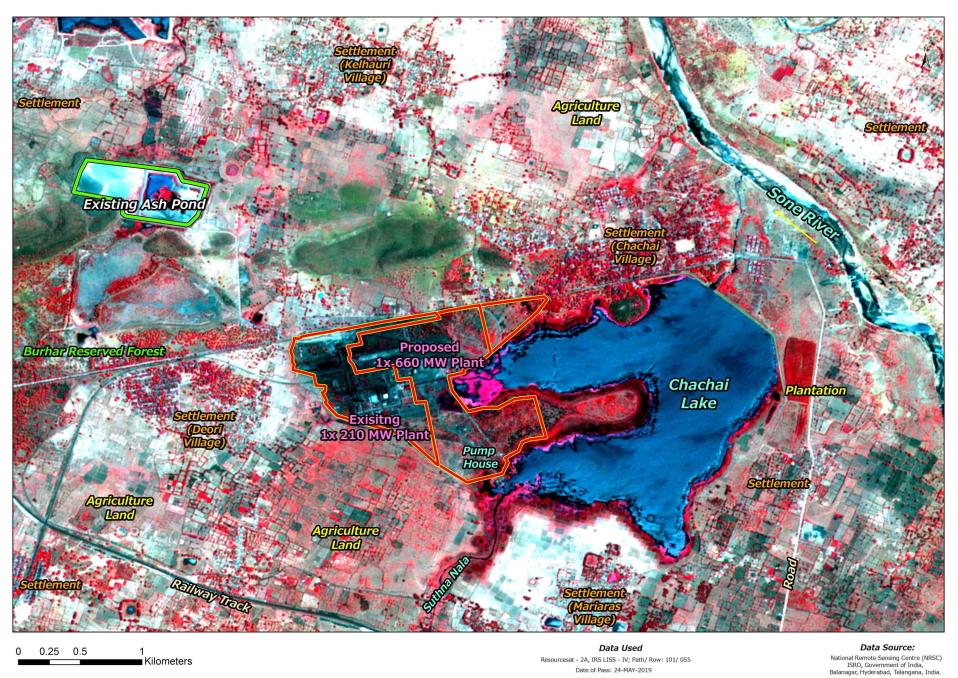 Settlement
(Kelhauri
Village)
Settlement
Agriculture
Land
Settlement
Existing Ash Pond
Sone River
Settlement
(Chachai
Village)
Burhar Reserved Forest
Proposed
1x 660 MW Plant
Chachai
Lake
Plantation
Settlement
(Deori
Village)
Exisitng
1x 210 MW Plant
Pump
House
Settlement
Agriculture
Land
Agriculture
Land
Settlement
Railway Track
Suthna Nala
Settlement
(Mariaras
Village)
Road
0 0.25 0.5 1
Kilometers
Data Used
Resourcesat - 2A, IRS LISS - IV; Path/ Row: 101/ 055
Date of Pass: 24-MAY-2019
Data Source:
National Remote Sensing Centre (NRSC)
ISRO, Government of India,
Balanagar, Hyderabad, Telangana, India.